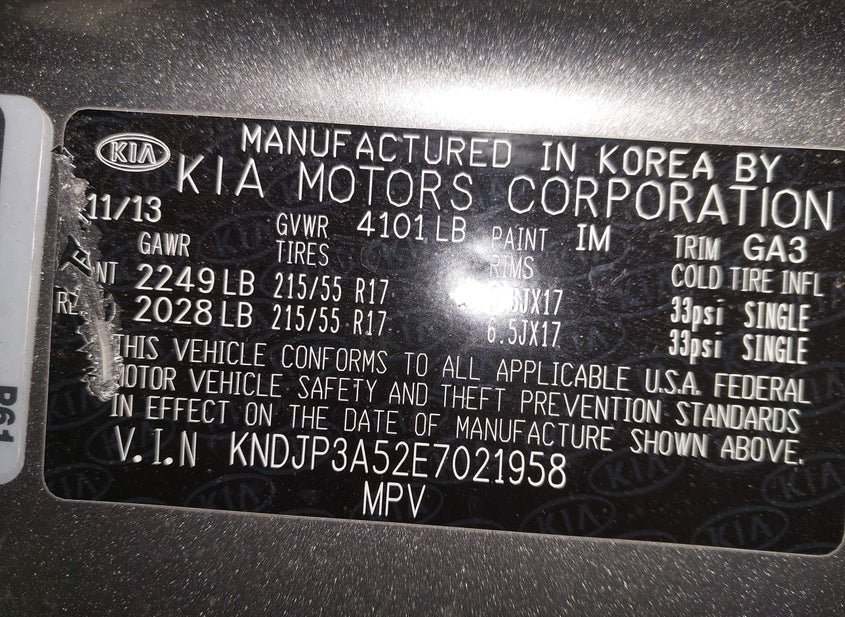 KIA
MANUFACTURED IN KOREA BY
KIA MOTORS CORPORATION
11/13 GVWR 4101 LB PAINT IM TRIM GA3
GAWR TIRES RIMS COLD TIRE INFL
2249 LB 215/55 R17 33psi SINGLE
2028 LB 215/55 R17 6.5JX17 33psi SINGLE
THIS VEHICLE CONFORMS TO ALL APPLICABLE U.S.A. FEDERAL
MOTOR VEHICLE SAFETY AND THEFT PREVENTION STANDARDS
IN EFFECT ON THE DATE OF MANUFACTURE SHOWN ABOVE.
V.I.N KNDJP3A52E7021958
MPV